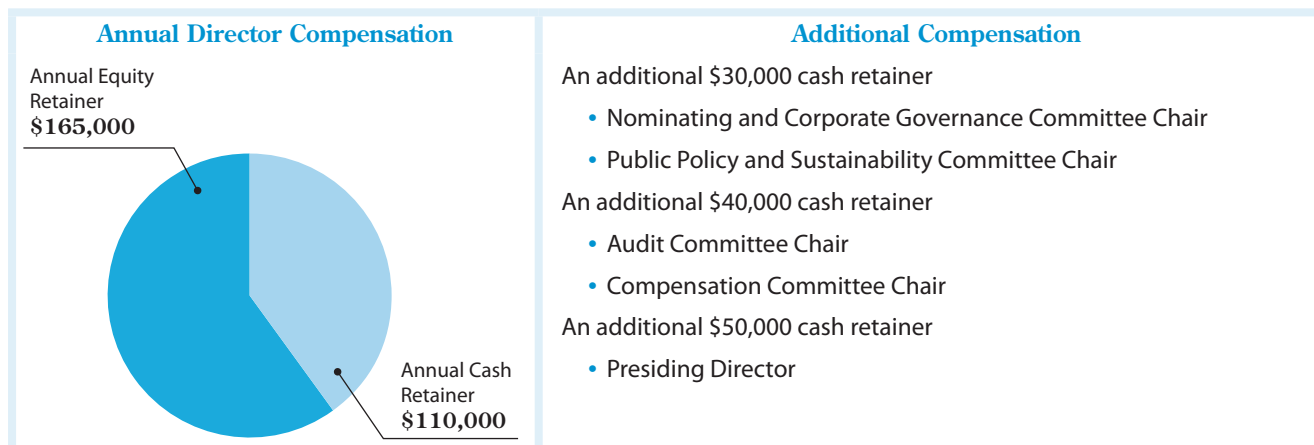 Annual Director Compensation
Annual Equity
Retainer
$165,000
Annual Cash
Retainer
$110,000
Additional Compensation
An additional $30,000 cash retainer
• Nominating and Corporate Governance Committee Chair
• Public Policy and Sustainability Committee Chair
An additional $40,000 cash retainer
• Audit Committee Chair
• Compensation Committee Chair
An additional $50,000 cash retainer
• Presiding Director